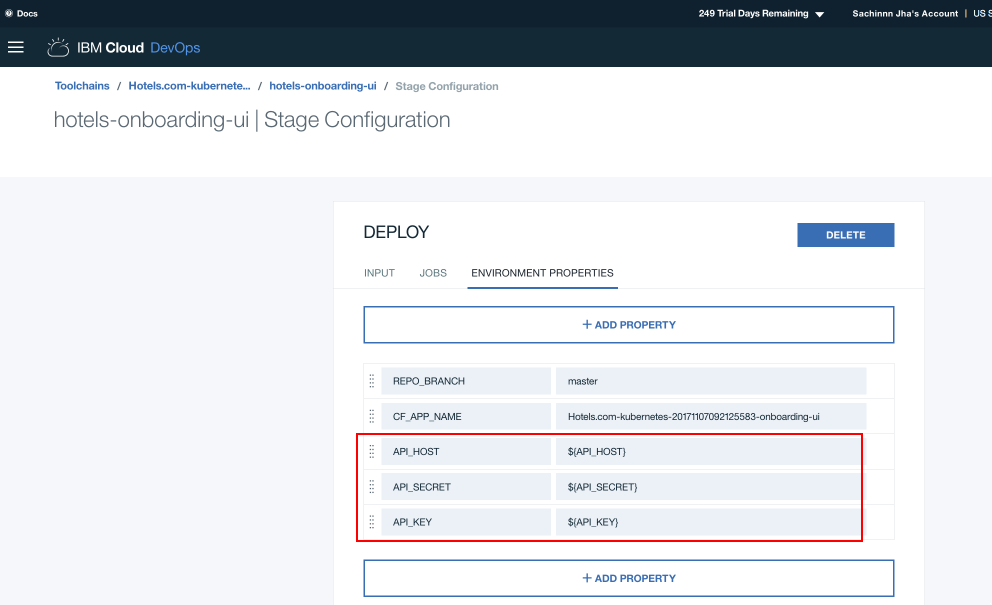 Docs
249 Trial Days Remaining
Sachinnn Jha's Account | US S
IBM Cloud DevOps
Toolchains / Hotels.com-kubernete... / hotels-onboarding-ui / Stage Configuration
hotels-onboarding-ui | Stage Configuration
DEPLOY
DELETE
INPUT JOBS ENVIRONMENT PROPERTIES
+ ADD PROPERTY
REPO_BRANCH master
CF_APP_NAME Hotels.com-kubernetes-20171107092125583-onboarding-ui
API_HOST ${API_HOST}
API_SECRET ${API_SECRET}
API_KEY ${API_KEY}
+ ADD PROPERTY